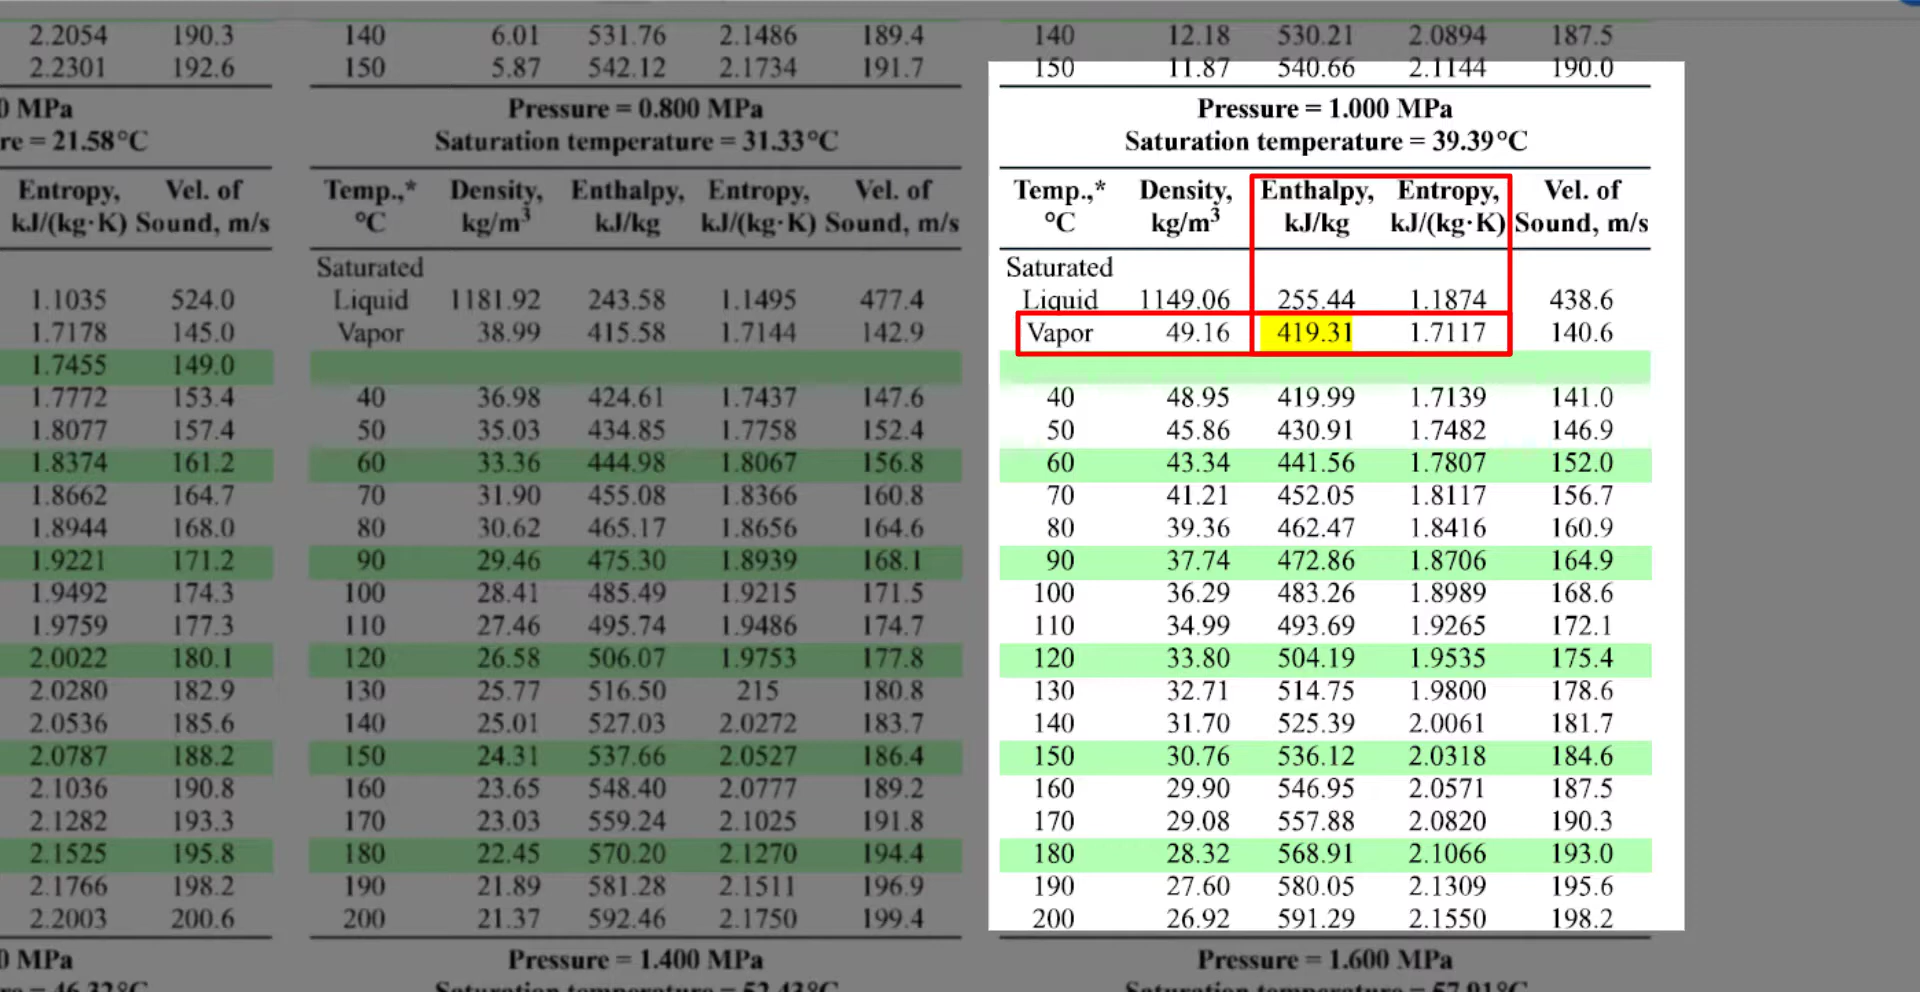 2.2054 190.3 140 6.01 531.76 2.1486 189.4 140 12.18 530.21 2.0894 187.5
2.2301 192.6 150 5.87 542.12 2.1734 191.7 150 11.87 540.66 2.1144 190.0
0 MPa Pressure = 0.800 MPa Pressure = 1.000 MPa
re = 21.58°C Saturation temperature = 31.33°C Saturation temperature = 39.39°C
Entropy, Vel. of Temp.,* Density, Enthalpy, Entropy, Vel. of Temp.,* Density, Enthalpy, Entropy, Vel. of
kJ/(kg·K) Sound, m/s °C kg/m³ kJ/kg kJ/(kg·K) Sound, m/s °C kg/m³ kJ/kg kJ/(kg·K) Sound, m/s
Saturated Saturated
1.1035 524.0 Liquid 1181.92 243.58 1.1495 477.4 Liquid 1149.06 255.44 1.1874 438.6
1.7178 145.0 Vapor 38.99 415.58 1.7144 142.9 Vapor 49.16 419.31 1.7117 140.6
1.7455 149.0
1.7772 153.4 40 36.98 424.61 1.7437 147.6 40 48.95 419.99 1.7139 141.0
1.8077 157.4 50 35.03 434.85 1.7758 152.4 50 45.86 430.91 1.7482 146.9
1.8374 161.2 60 33.36 444.98 1.8067 156.8 60 43.34 441.56 1.7807 152.0
1.8662 164.7 70 31.90 455.08 1.8366 160.8 70 41.21 452.05 1.8117 156.7
1.8944 168.0 80 30.62 465.17 1.8656 164.6 80 39.36 462.47 1.8416 160.9
1.9221 171.2 90 29.46 475.30 1.8939 168.1 90 37.74 472.86 1.8706 164.9
1.9492 174.3 100 28.41 485.49 1.9215 171.5 100 36.29 483.26 1.8989 168.6
1.9759 177.3 110 27.46 495.74 1.9486 174.7 110 34.99 493.69 1.9265 172.1
2.0022 180.1 120 26.58 506.07 1.9753 177.8 120 33.80 504.19 1.9535 175.4
2.0280 182.9 130 25.77 516.50 215 180.8 130 32.71 514.75 1.9800 178.6
2.0536 185.6 140 25.01 527.03 2.0272 183.7 140 31.70 525.39 2.0061 181.7
2.0787 188.2 150 24.31 537.66 2.0527 186.4 150 30.76 536.12 2.0318 184.6
2.1036 190.8 160 23.65 548.40 2.0777 189.2 160 29.90 546.95 2.0571 187.5
2.1282 193.3 170 23.03 559.24 2.1025 191.8 170 29.08 557.88 2.0820 190.3
2.1525 195.8 180 22.45 570.20 2.1270 194.4 180 28.32 568.91 2.1066 193.0
2.1766 198.2 190 21.89 581.28 2.1511 196.9 190 27.60 580.05 2.1309 195.6
2.2003 200.6 200 21.37 592.46 2.1750 199.4 200 26.92 591.29 2.1550 198.2
0 MPa Pressure = 1.400 MPa Pressure = 1.600 MPa
re = 46.32°C Saturation temperature = 52.43°C Saturation temperature = 57.91°C